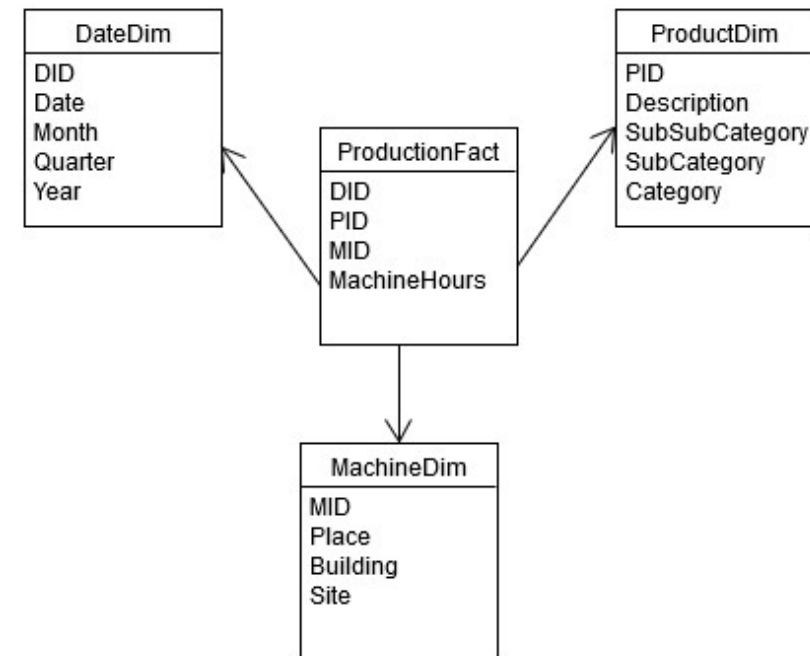 DateDim
DID
Date
Month
Quarter
Year
ProductionFact
DID
PID
MID
MachineHours
ProductDim
PID
Description
SubSubCategory
SubCategory
Category
MachineDim
MID
Place
Building
Site